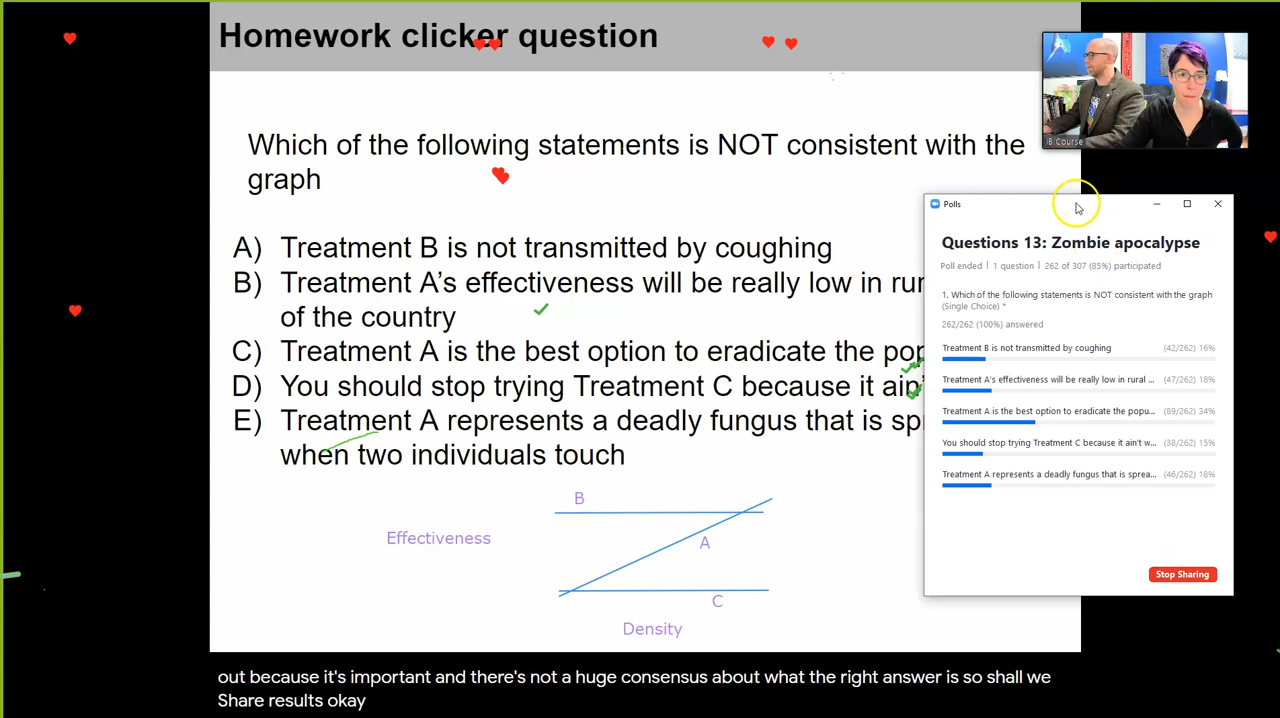 Homework clicker question
IB Course
Which of the following statements is NOT consistent with the
graph
A) Treatment B is not transmitted by coughing
B) Treatment A's effectiveness will be really low in rur
of the country
C) Treatment A is the best option to eradicate the pop
D) You should stop trying Treatment C because it ain'
E) Treatment A represents a deadly fungus that is spr
when two individuals touch
B
Effectiveness
A
C
Density
Polls
Questions 13: Zombie apocalypse
Poll ended | 1 question | 262 of 307 (85%) participated
1. Which of the following statements is NOT consistent with the graph
(Single Choice) *
262/262 (100%) answered
Treatment B is not transmitted by coughing (42/262) 16%
Treatment A's effectiveness will be really low in rural ... (47/262) 18%
Treatment A is the best option to eradicate the popu... (89/262) 34%
You should stop trying Treatment C because it ain't w... (38/262) 15%
Treatment A represents a deadly fungus that is sprea... (46/262) 18%
Stop Sharing
out because it's important and there's not a huge consensus about what the right answer is so shall we
Share results okay